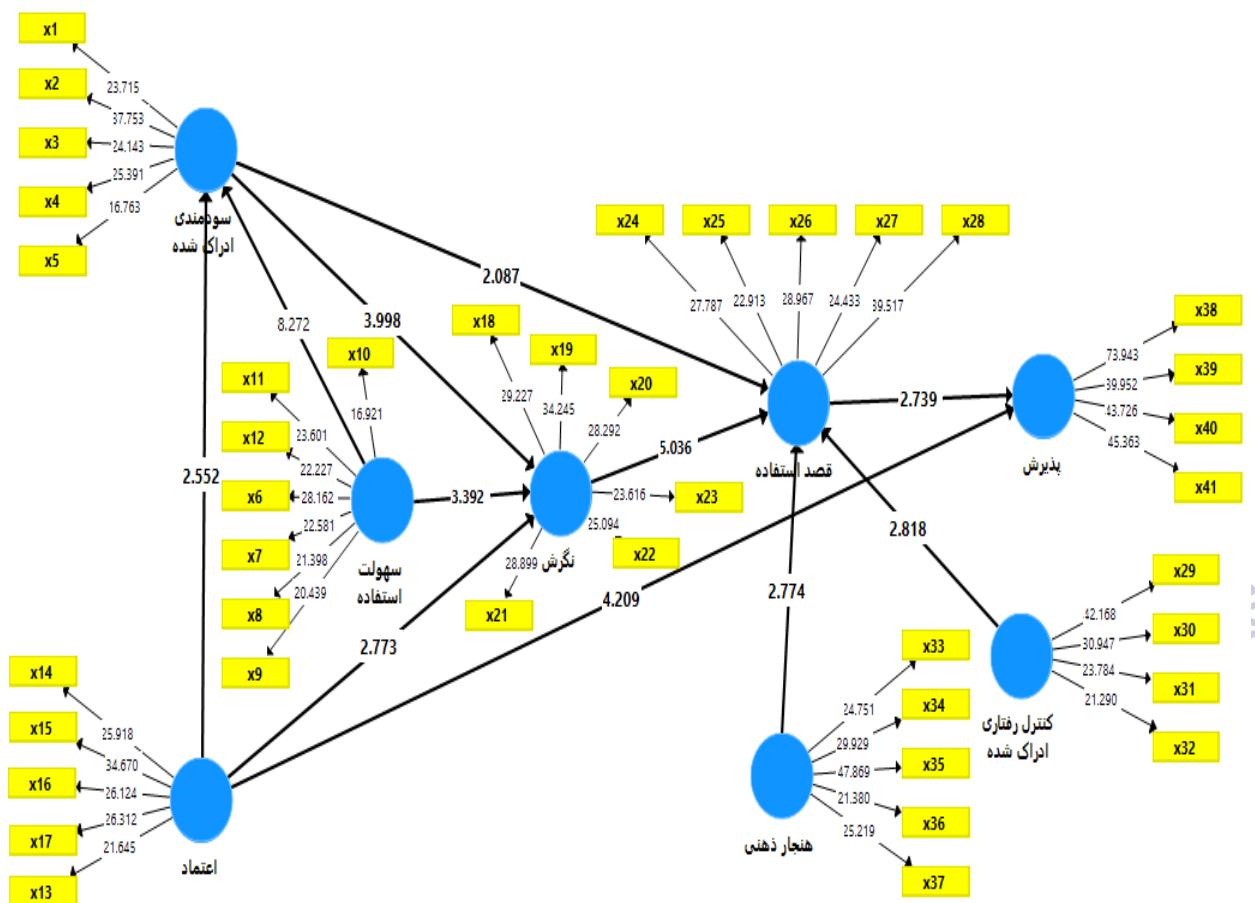 x1
x2
x3
x4
x5
23.715
37.753
24.143
25.391
16.763
سودمندی
ادراک شده
2.552
8.272
3.998
2.087
x10
x11
x12
x6
x7
x8
x9
16.921
23.601
22.227
28.162
22.581
21.398
20.439
سهولت
استفاده
3.392
x18
x19
x20
x23
x22
x21
29.227
34.245
28.292
23.616
25.094
28.899
نگرش
5.036
2.773
4.209
x14
x15
x16
x17
x13
25.918
34.670
26.124
26.312
21.645
اعتماد
x24
x25
x26
x27
x28
27.787
22.913
28.967
24.433
39.517
قصد استفاده
2.739
2.774
2.818
x38
x39
x40
x41
73.943
39.952
43.726
45.363
پذیرش
x29
x30
x31
x32
42.168
30.947
23.784
21.290
کنترل رفتاری
ادراک شده
x33
x34
x35
x36
x37
24.751
29.929
47.869
21.380
25.219
هنجار ذهنی